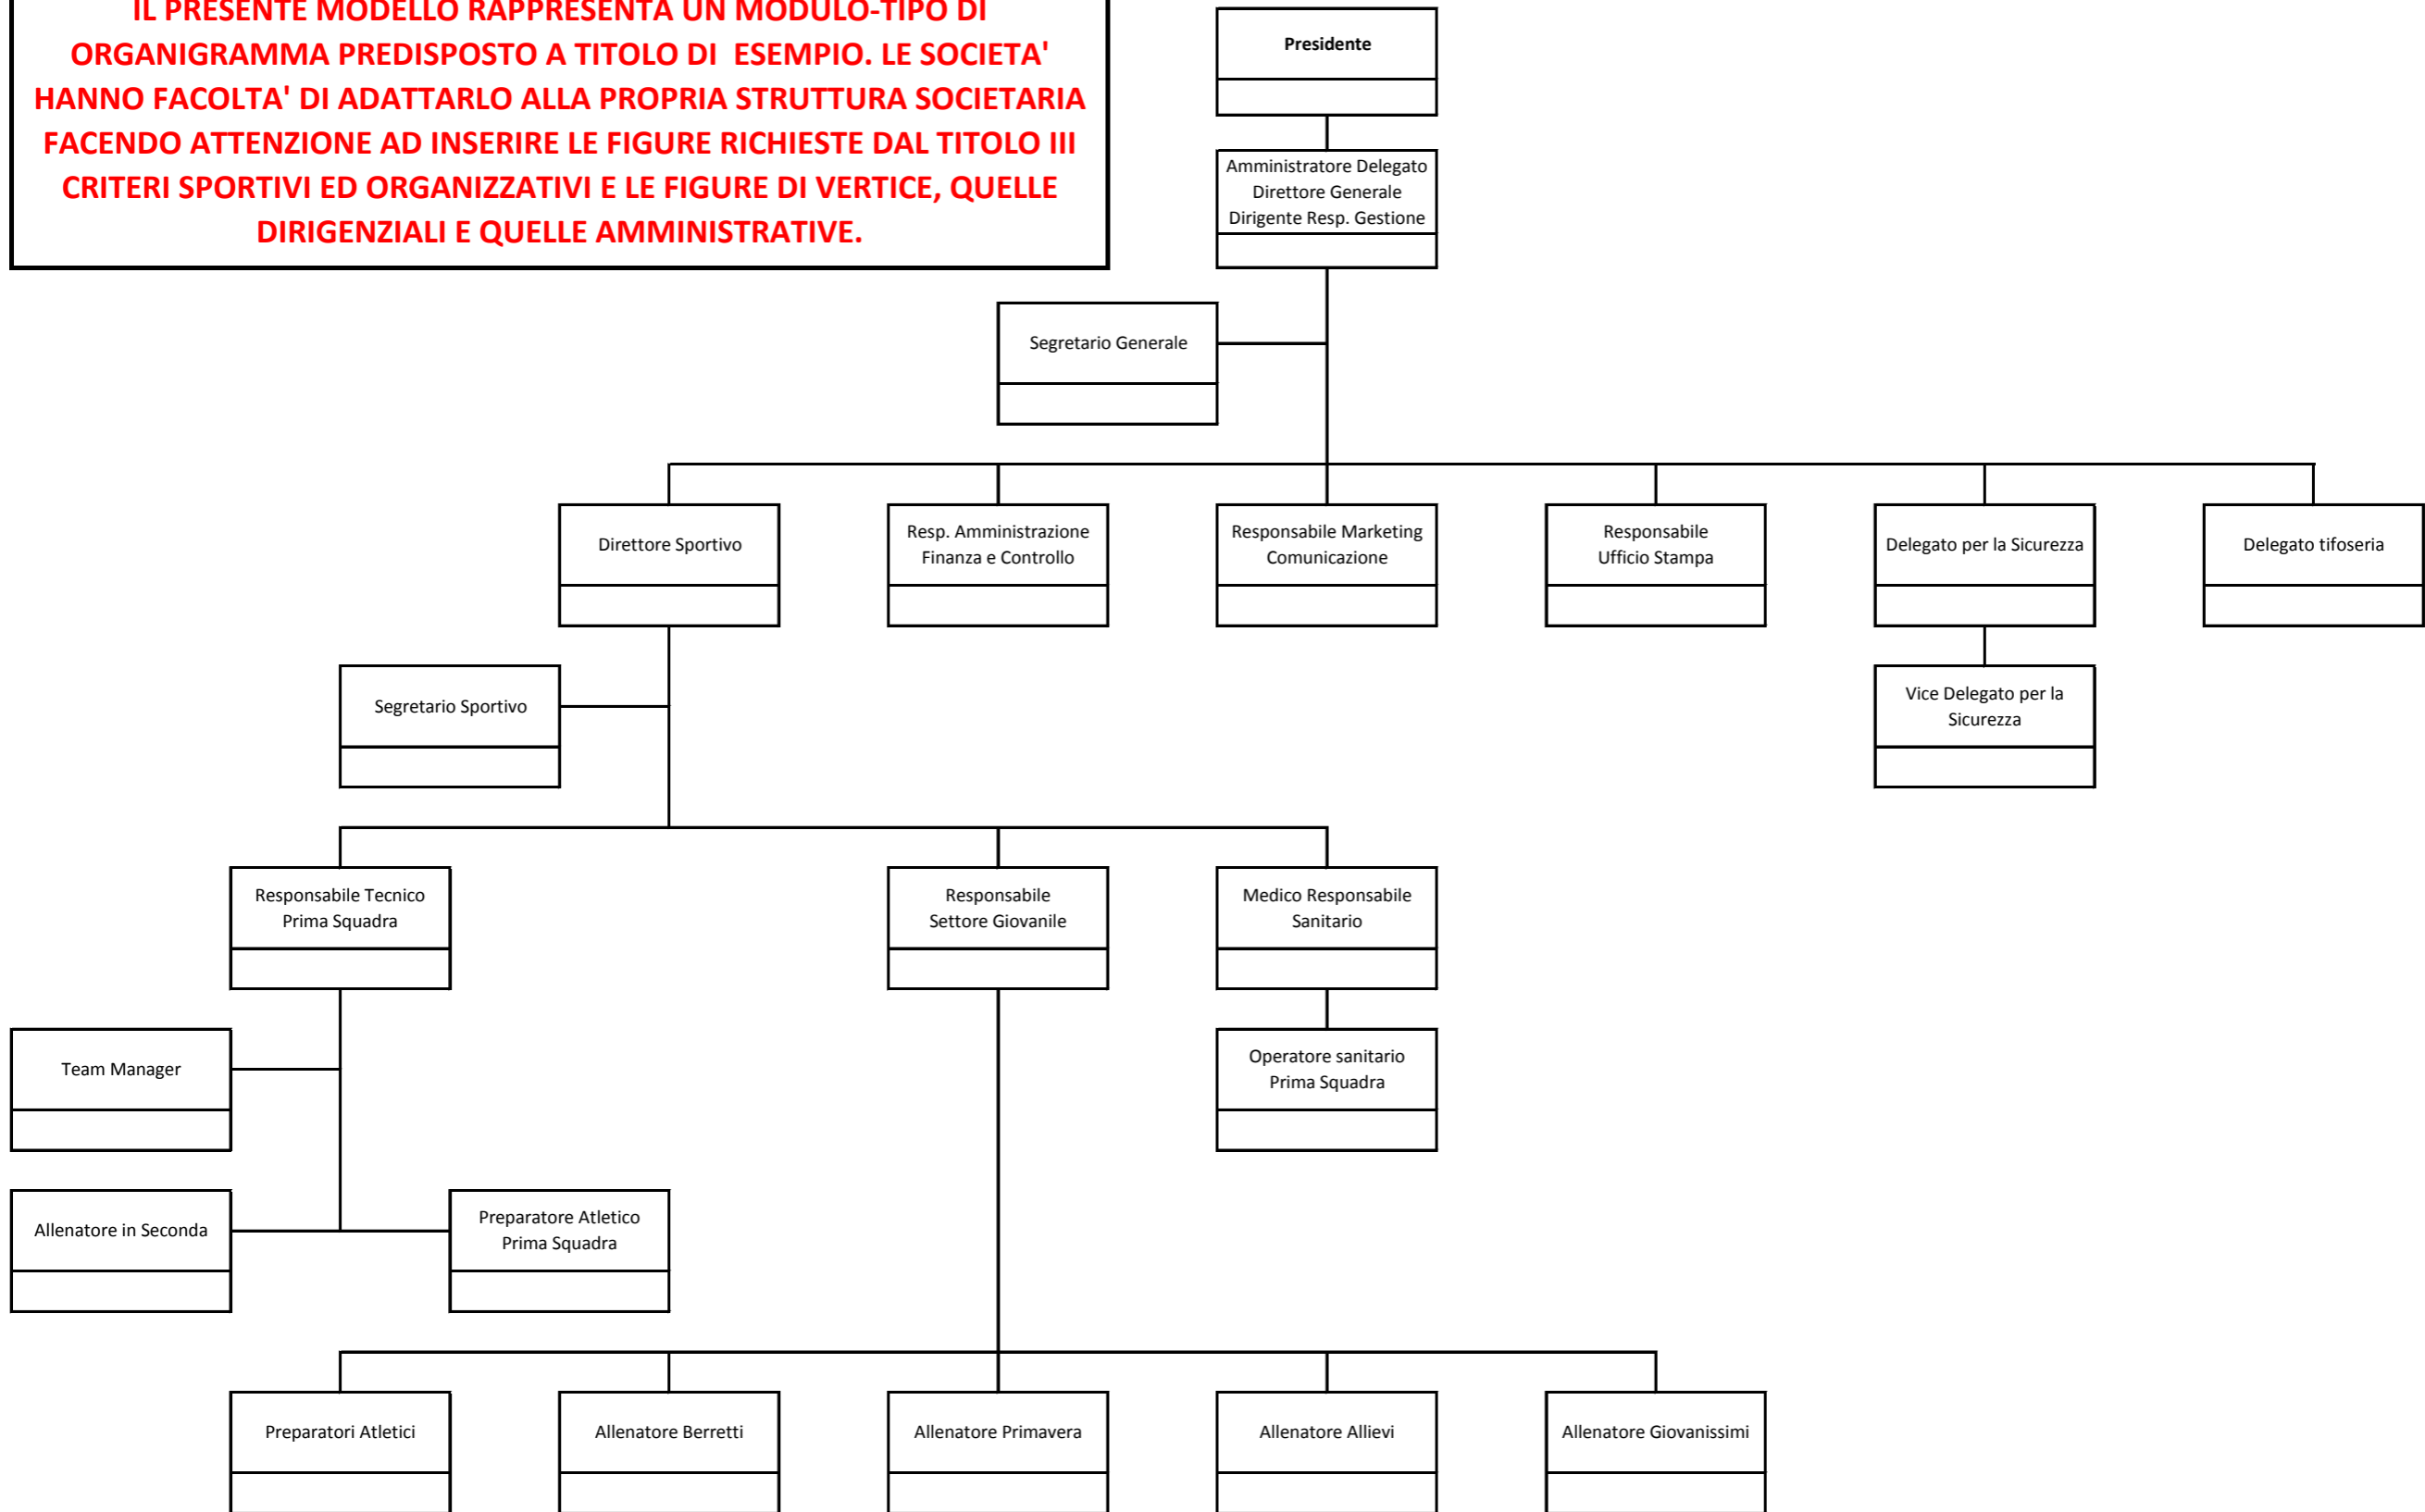 IL PRESENTE MODELLO RAPPRESENTA UN MODULO-TIPO DI
ORGANIGRAMMA PREDISPOSTO A TITOLO DI  ESEMPIO. LE SOCIETA'
HANNO FACOLTA' DI ADATTARLO ALLA PROPRIA STRUTTURA SOCIETARIA
FACENDO ATTENZIONE AD INSERIRE LE FIGURE RICHIESTE DAL TITOLO III
CRITERI SPORTIVI ED ORGANIZZATIVI E LE FIGURE DI VERTICE, QUELLE
DIRIGENZIALI E QUELLE AMMINISTRATIVE.
Presidente
Amministratore Delegato
Direttore Generale
Dirigente Resp. Gestione
Segretario Generale
Direttore Sportivo
Resp. Amministrazione
Finanza e Controllo
Responsabile Marketing
Comunicazione
Responsabile
Ufficio Stampa
Delegato per la Sicurezza
Delegato tifoseria
Segretario Sportivo
Vice Delegato per la
Sicurezza
Responsabile Tecnico
Prima Squadra
Responsabile
Settore Giovanile
Medico Responsabile
Sanitario
Team Manager
Operatore sanitario
Prima Squadra
Allenatore in Seconda
Preparatore Atletico
Prima Squadra
Preparatori Atletici
Allenatore Berretti
Allenatore Primavera
Allenatore Allievi
Allenatore Giovanissimi